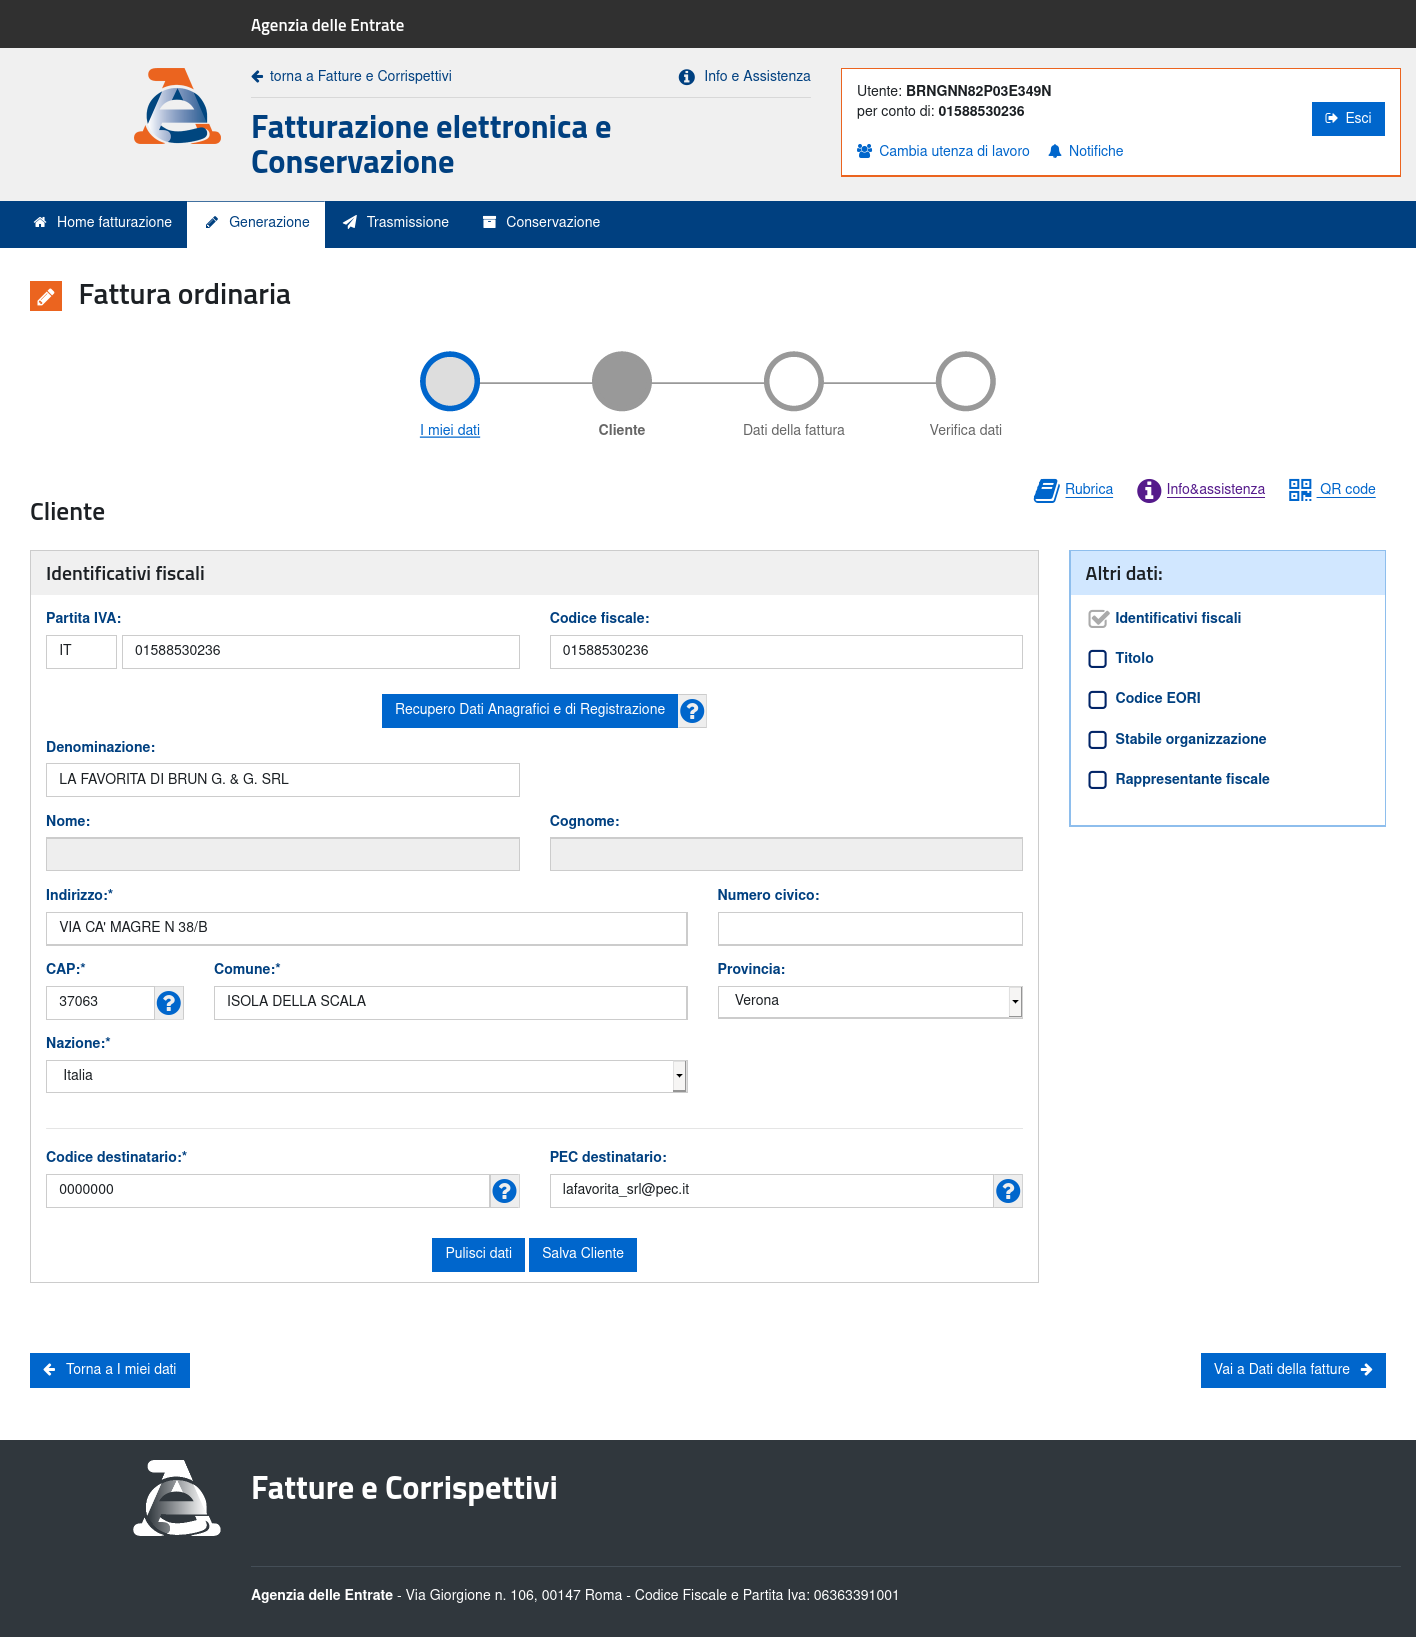 Agenzia delle Entrate
torna a Fatture e Corrispettivi
Info e Assistenza
Fatturazione elettronica e
Conservazione
Utente: BRNGNN82P03E349N
per conto di: 01588530236
Esci
Cambia utenza di lavoro
Notifiche
Home fatturazione
Generazione
Trasmissione
Conservazione
Fattura ordinaria
I miei dati
Cliente
Dati della fattura
Verifica dati
Rubrica
Info&assistenza
QR code
Cliente
Identificativi fiscali
Partita IVA:
Codice fiscale:
IT
01588530236
01588530236
Recupero Dati Anagrafici e di Registrazione
Denominazione:
LA FAVORITA DI BRUN G. & G. SRL
Nome:
Cognome:
Indirizzo:*
Numero civico:
VIA CA' MAGRE N 38/B
CAP:*
Comune:*
Provincia:
37063
ISOLA DELLA SCALA
Verona
Nazione:*
Italia
Codice destinatario:*
PEC destinatario:
0000000
lafavorita_srl@pec.it
Pulisci dati
Salva Cliente
Altri dati:
Identificativi fiscali
Titolo
Codice EORI
Stabile organizzazione
Rappresentante fiscale
Torna a I miei dati
Vai a Dati della fatture
Fatture e Corrispettivi
Agenzia delle Entrate - Via Giorgione n. 106, 00147 Roma - Codice Fiscale e Partita Iva: 06363391001